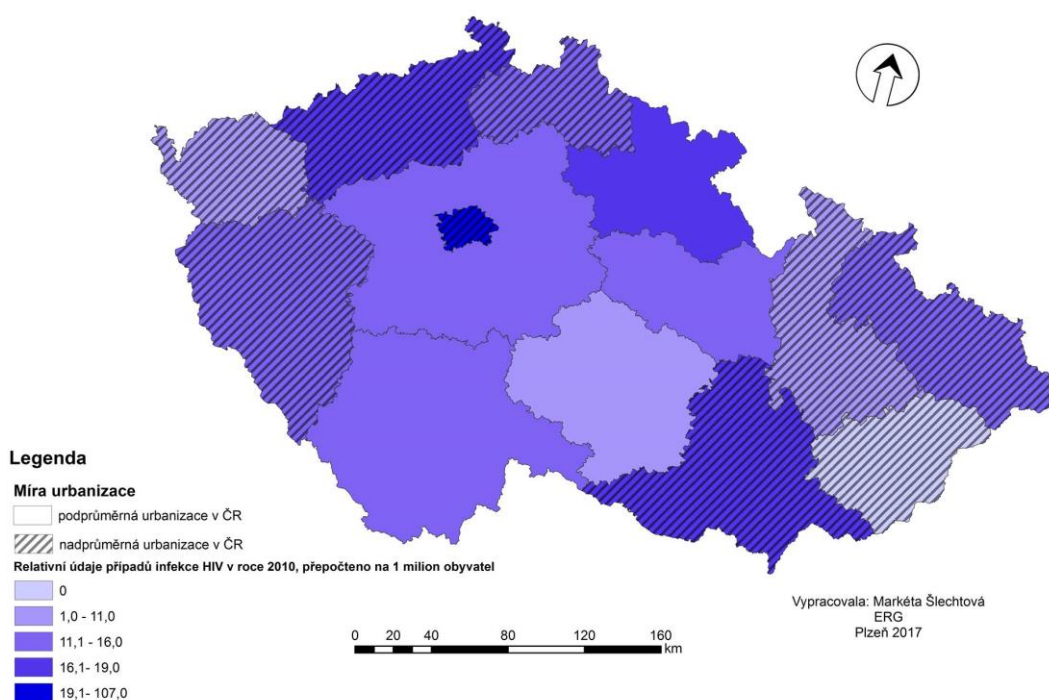 Legenda
Míra urbanizace
podprůměrná urbanizace v ČR
nadprůměrná urbanizace v ČR
Relativní údaje případů infekce HIV v roce 2010, přepočteno na 1 milion obyvatel
0
1,0 - 11,0
11,1 - 16,0
16,1- 19,0
19,1- 107,0
0 20 40 80 120 160
km
Vypracovala: Markéta Šlechtová
ERG
Plzeň 2017